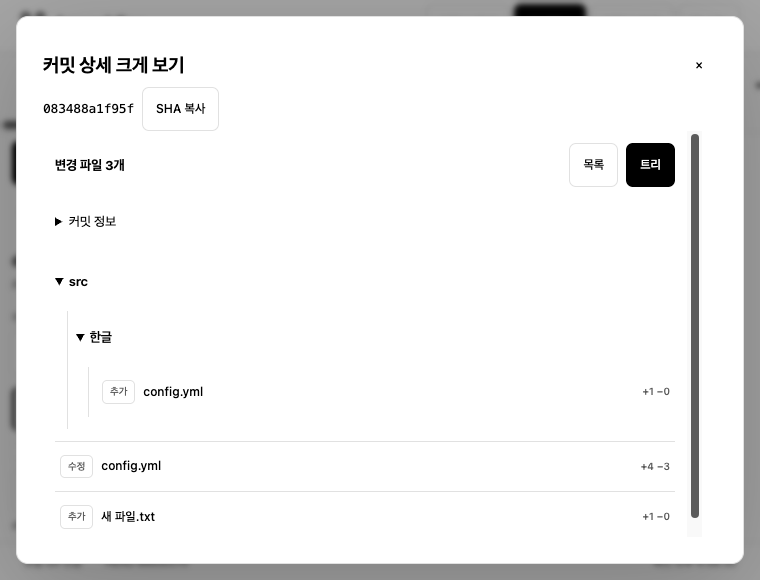 커밋 상세 크게 보기 ×
083488a1f95f SHA 복사
변경 파일 3개 목록 트리
▶ 커밋 정보
▼ src
▼ 한글
추가 config.yml +1 −0
수정 config.yml +4 −3
추가 새 파일.txt +1 −0